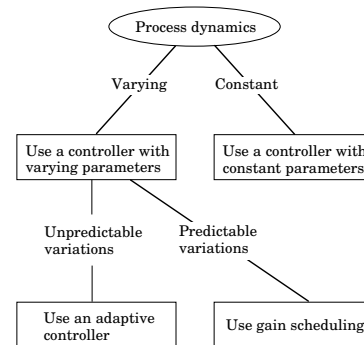 Process dynamics
Varying
Constant
Use a controller with
varying parameters
Use a controller with
constant parameters
Unpredictable
variations
Predictable
variations
Use an adaptive
controller
Use gain scheduling